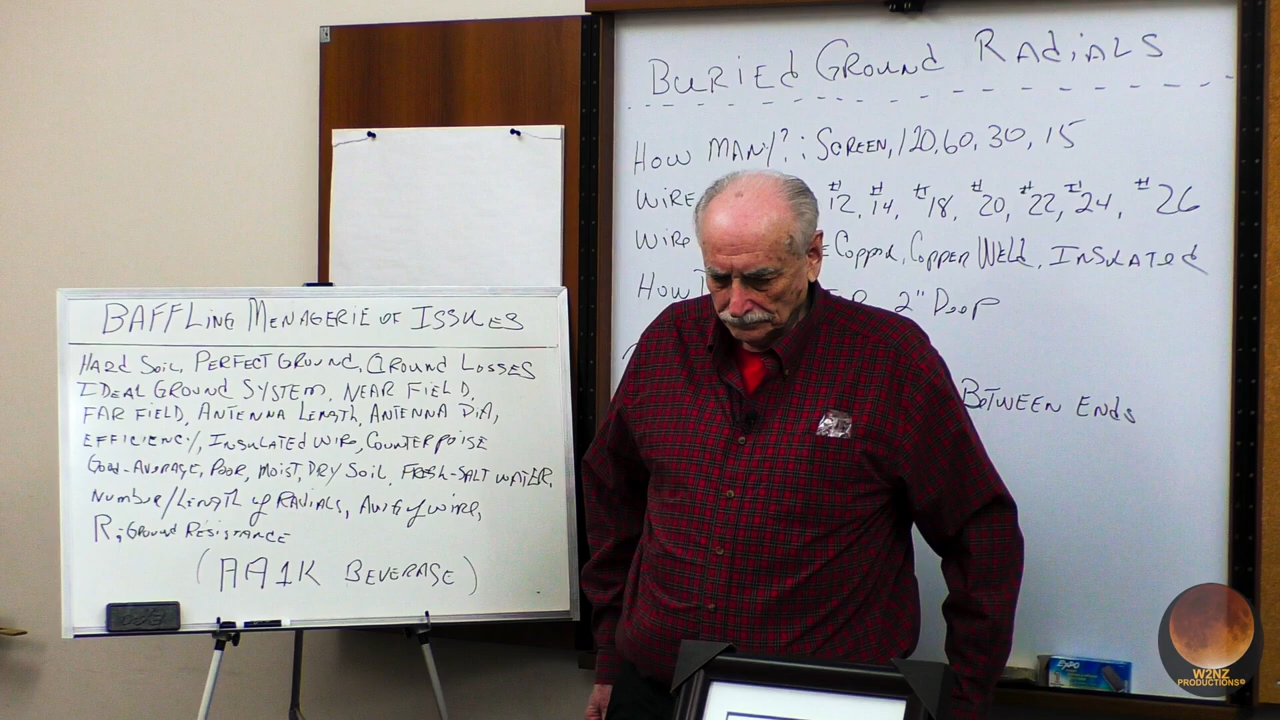 BURIEd GROUND RAdiALS
HOW MANY? : SCREEN, 120, 60, 30, 15
WIRE #12, #14, #18, #20, #22, #24, #26
WIRE COPPER, COPPER WELd, INSULATEd
HOW 2" DEEP
BETWEEN ENds
BAFFLiNG MENAGERIE OF ISSUES
HARd SOiL, PERFECT GROUND, GROUND LOSSES
IDEAL GROUND SYSTEM, NEAR FIELD,
FAR FIELD, ANTENNA LENGTH, ANTENNA DiA,
EFFICIENCY, INSULATEd WIRE, COUNTERPOISE
GOOd-AVERAGE, POOR, MOIST, DRY SOIL, FRESH-SALT WATER,
NUMBER/LENGTH of RADIALS, AWG of WIRE,
R; GROUND RESISTANCE
(AA1K BEVERAGE)
EXPO
W2NZ
PRODUCTIONS